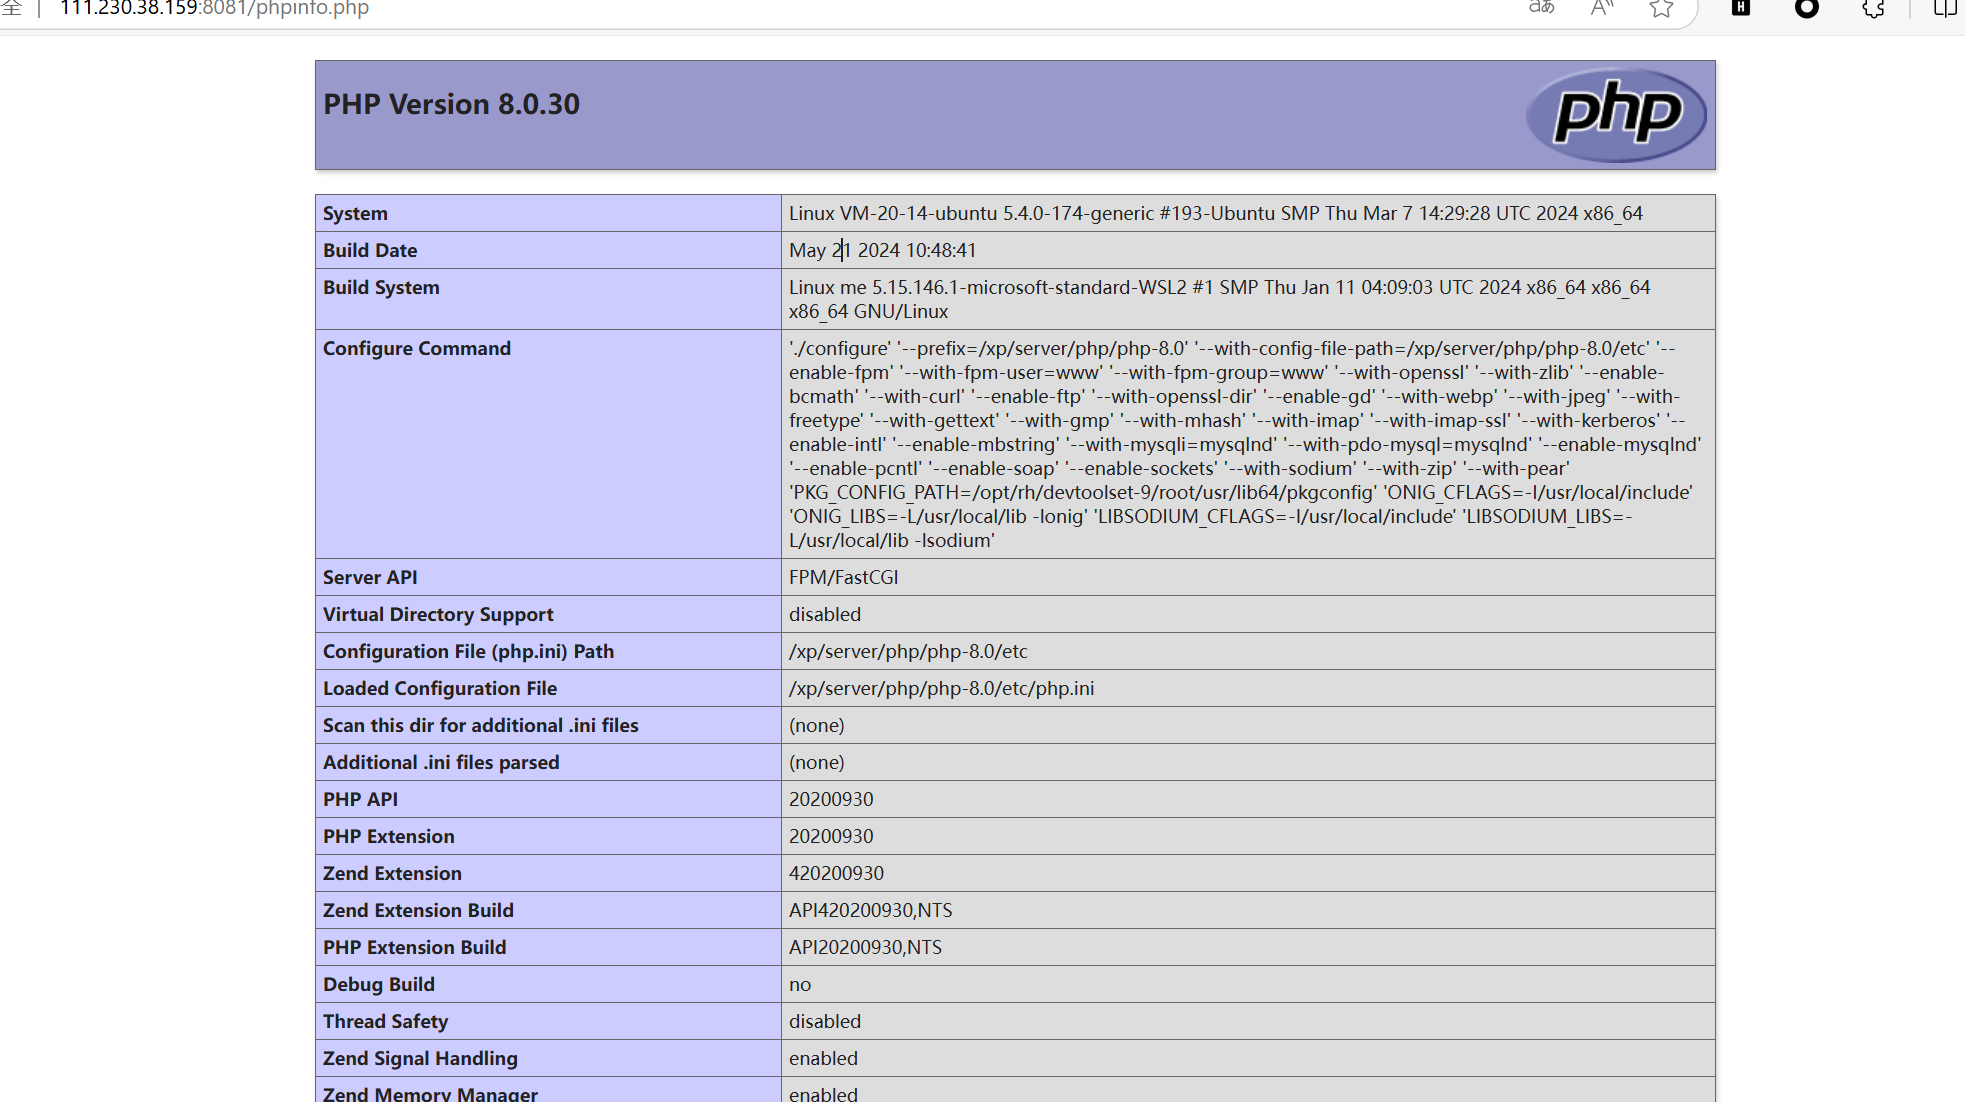 全 | 111.230.38.159:8081/phpinfo.php
PHP Version 8.0.30
php
System Linux VM-20-14-ubuntu 5.4.0-174-generic #193-Ubuntu SMP Thu Mar 7 14:29:28 UTC 2024 x86_64
Build Date May 21 2024 10:48:41
Build System Linux me 5.15.146.1-microsoft-standard-WSL2 #1 SMP Thu Jan 11 04:09:03 UTC 2024 x86_64 x86_64
x86_64 GNU/Linux
Configure Command './configure' '--prefix=/xp/server/php/php-8.0' '--with-config-file-path=/xp/server/php/php-8.0/etc' '--
enable-fpm' '--with-fpm-user=www' '--with-fpm-group=www' '--with-openssl' '--with-zlib' '--enable-
bcmath' '--with-curl' '--enable-ftp' '--with-openssl-dir' '--enable-gd' '--with-webp' '--with-jpeg' '--with-
freetype' '--with-gettext' '--with-gmp' '--with-mhash' '--with-imap' '--with-imap-ssl' '--with-kerberos' '--
enable-intl' '--enable-mbstring' '--with-mysqli=mysqlnd' '--with-pdo-mysql=mysqlnd' '--enable-mysqlnd'
'--enable-pcntl' '--enable-soap' '--enable-sockets' '--with-sodium' '--with-zip' '--with-pear'
'PKG_CONFIG_PATH=/opt/rh/devtoolset-9/root/usr/lib64/pkgconfig' 'ONIG_CFLAGS=-I/usr/local/include'
'ONIG_LIBS=-L/usr/local/lib -lonig' 'LIBSODIUM_CFLAGS=-I/usr/local/include' 'LIBSODIUM_LIBS=-
L/usr/local/lib -lsodium'
Server API FPM/FastCGI
Virtual Directory Support disabled
Configuration File (php.ini) Path /xp/server/php/php-8.0/etc
Loaded Configuration File /xp/server/php/php-8.0/etc/php.ini
Scan this dir for additional .ini files (none)
Additional .ini files parsed (none)
PHP API 20200930
PHP Extension 20200930
Zend Extension 420200930
Zend Extension Build API420200930,NTS
PHP Extension Build API20200930,NTS
Debug Build no
Thread Safety disabled
Zend Signal Handling enabled
Zend Memory Manager enabled